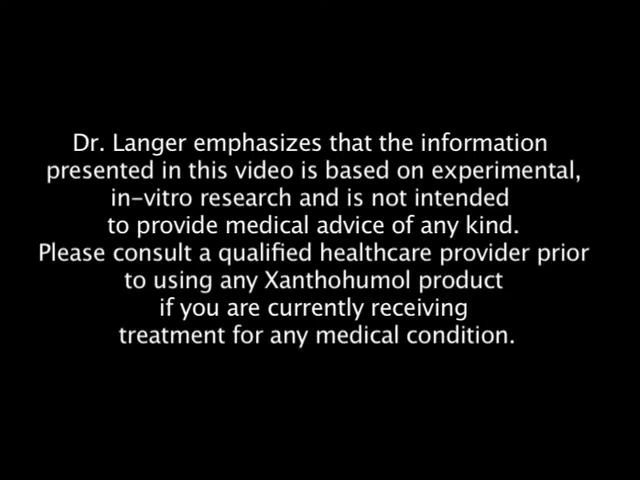 Dr. Langer emphasizes that the information
presented in this video is based on experimental,
in-vitro research and is not intended
to provide medical advice of any kind.
Please consult a qualified healthcare provider prior
to using any Xanthohumol product
if you are currently receiving
treatment for any medical condition.